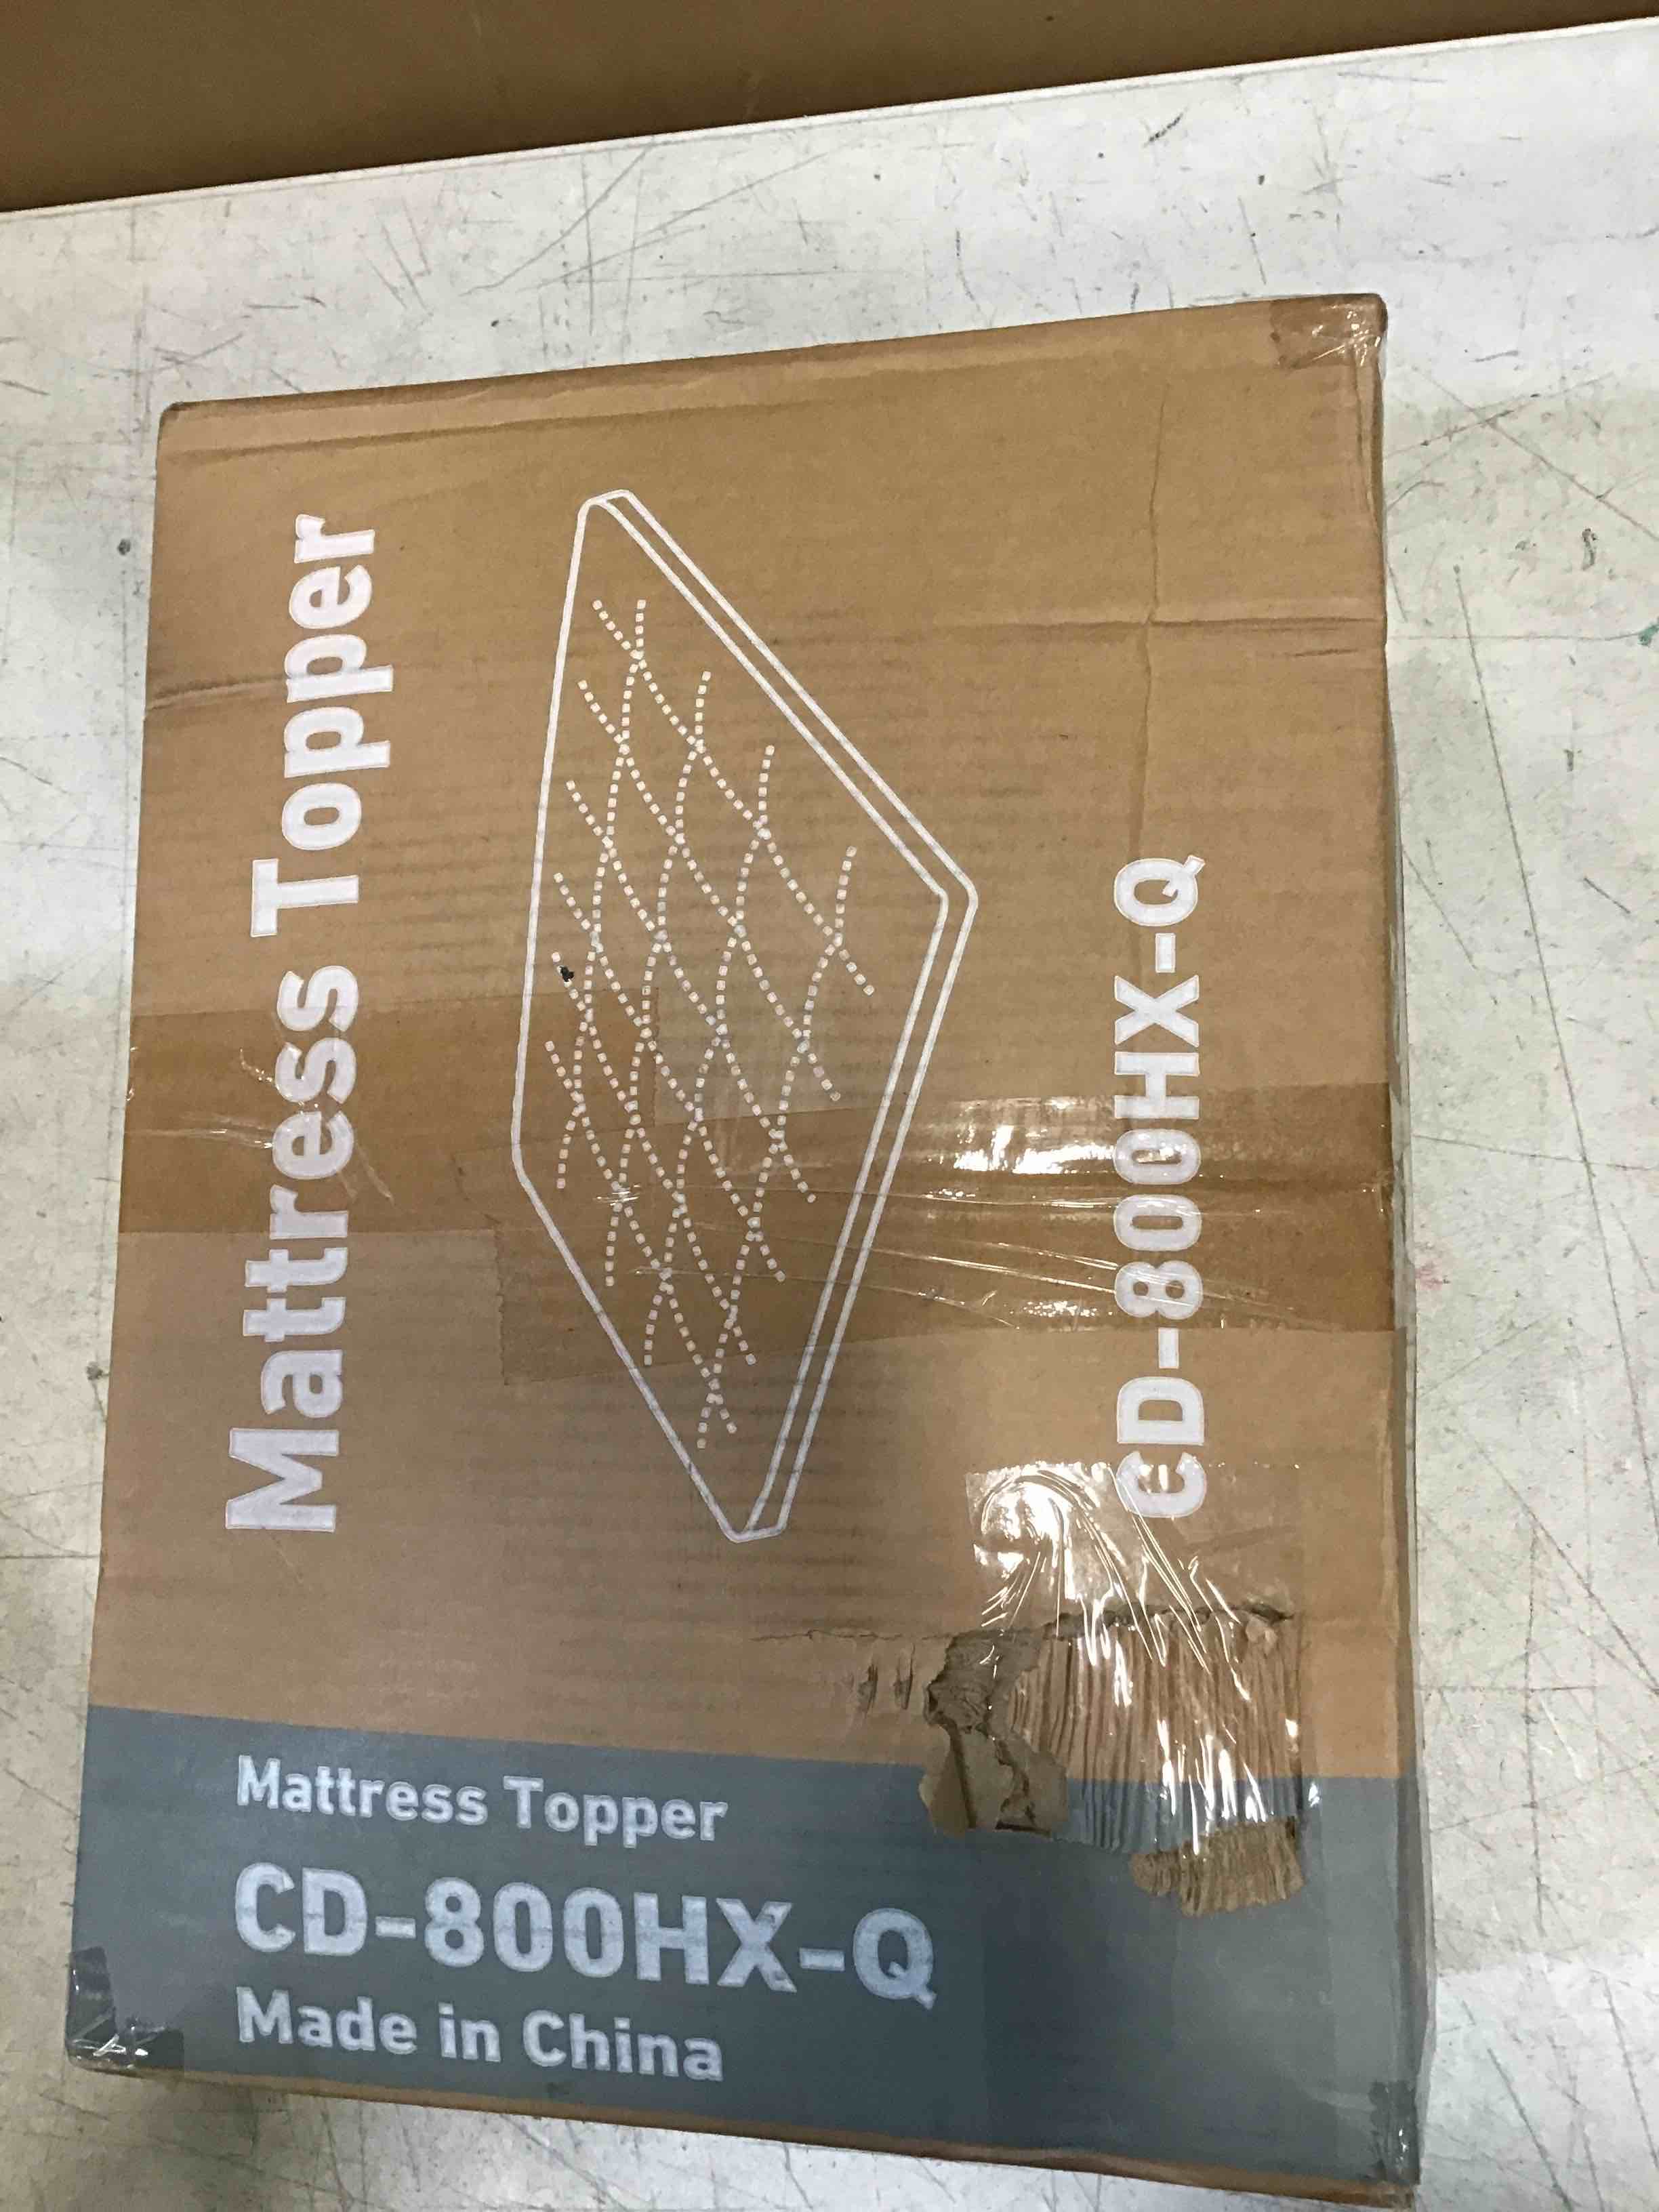 Mattress Topper
CD-800HX-Q
Mattress Topper
CD-800HX-Q
Made in China